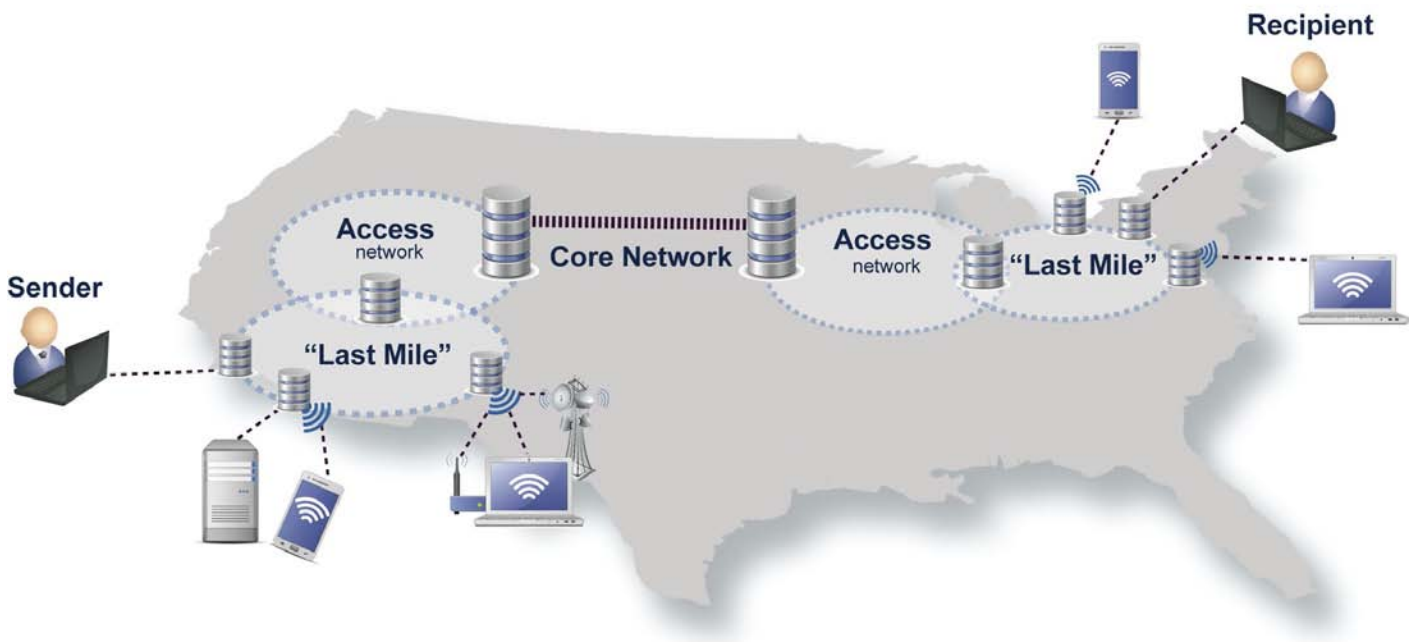 Recipient
Access
network
Core Network
Access
network
“Last Mile”
Sender
“Last Mile”